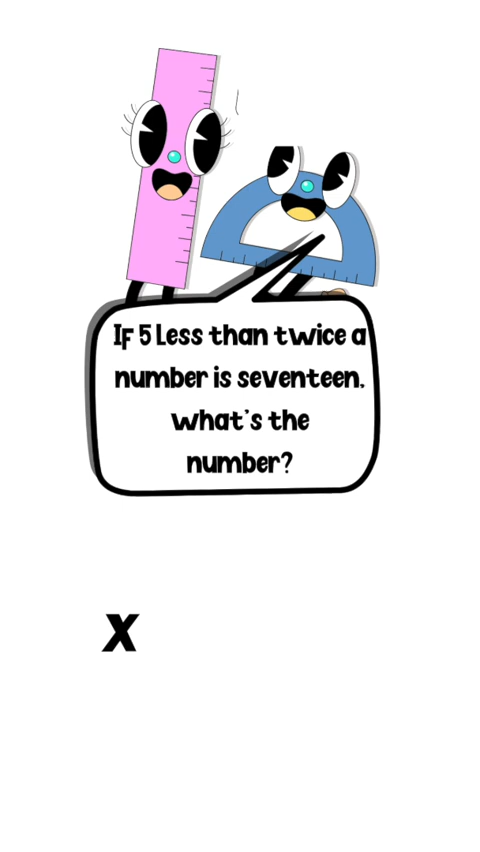 If 5 Less than twice a
number is seventeen.
what's the
number?
x